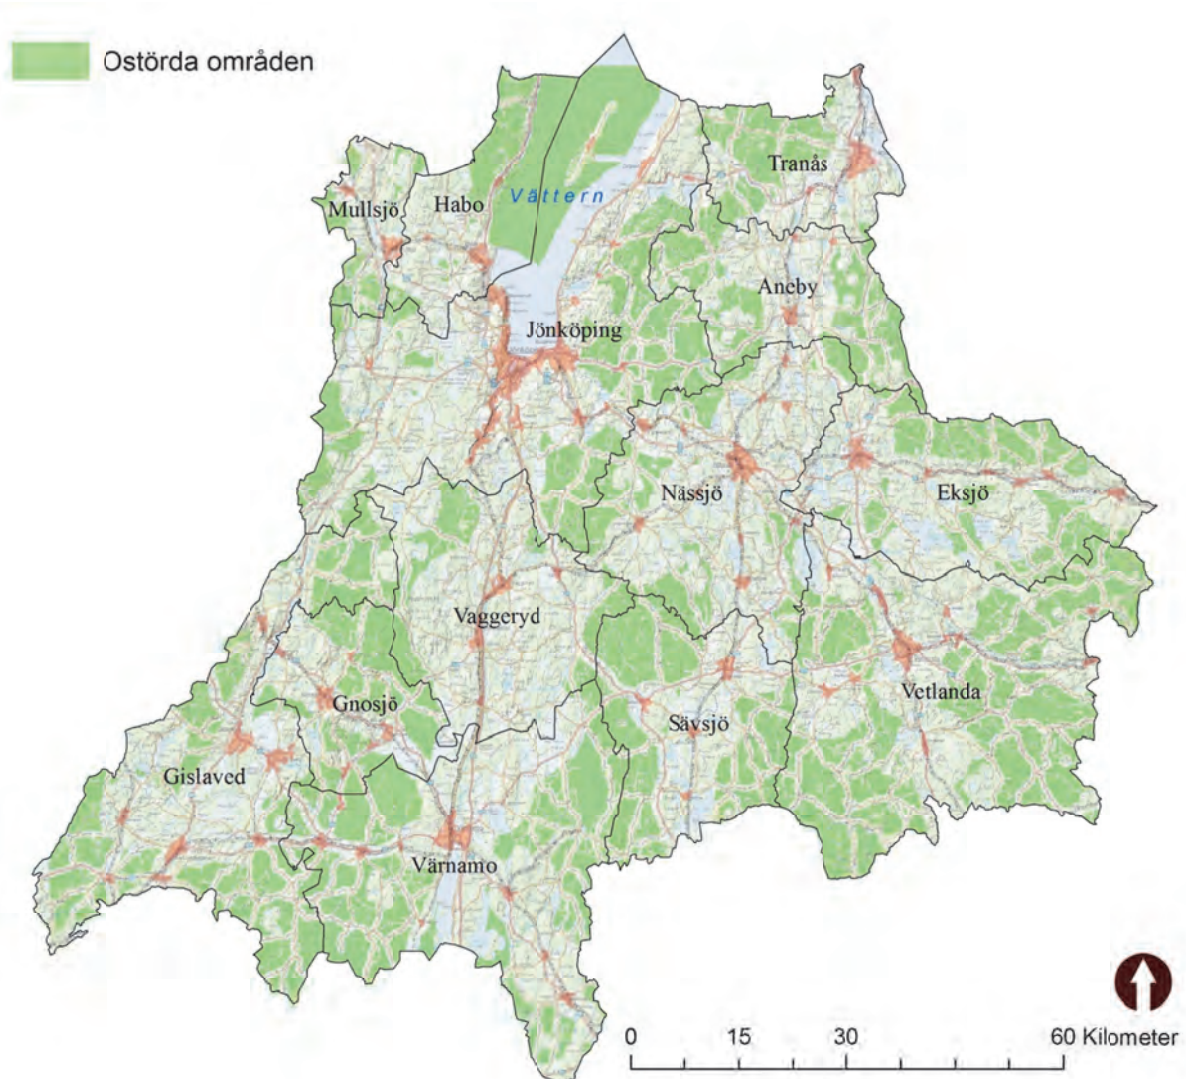 Ostörda områden
Tranås
Vättern
Habo
Mullsjö
Aneby
Jönköping
Nässjö
Eksjö
Vaggeryd
Vetlanda
Gnosjö
Sävsjö
Gislaved
Värnamo
0 15 30 60 Kilometer